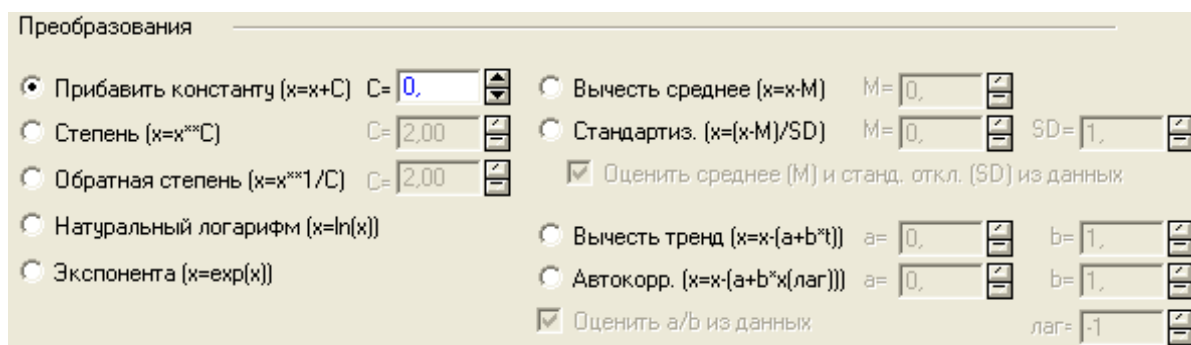 Преобразования
Прибавить константу (x=x+C) C= 0, Вычесть среднее (x=x-M) M= 0,
Степень (x=x**C) C= 2,00 Стандартиз. (x=(x-M)/SD) M= 0, SD= 1,
Обратная степень (x=x**1/C) C= 2,00 Оценить среднее (M) и станд. откл. (SD) из данных
Натуральный логарифм (x=ln(x)) Вычесть тренд (x=x-(a+b*t)) a= 0, b= 1,
Экспонента (x=exp(x)) Автокорр. (x=x-(a+b*x(лаг))) a= 0, b= 1,
Оценить a/b из данных лаг= -1